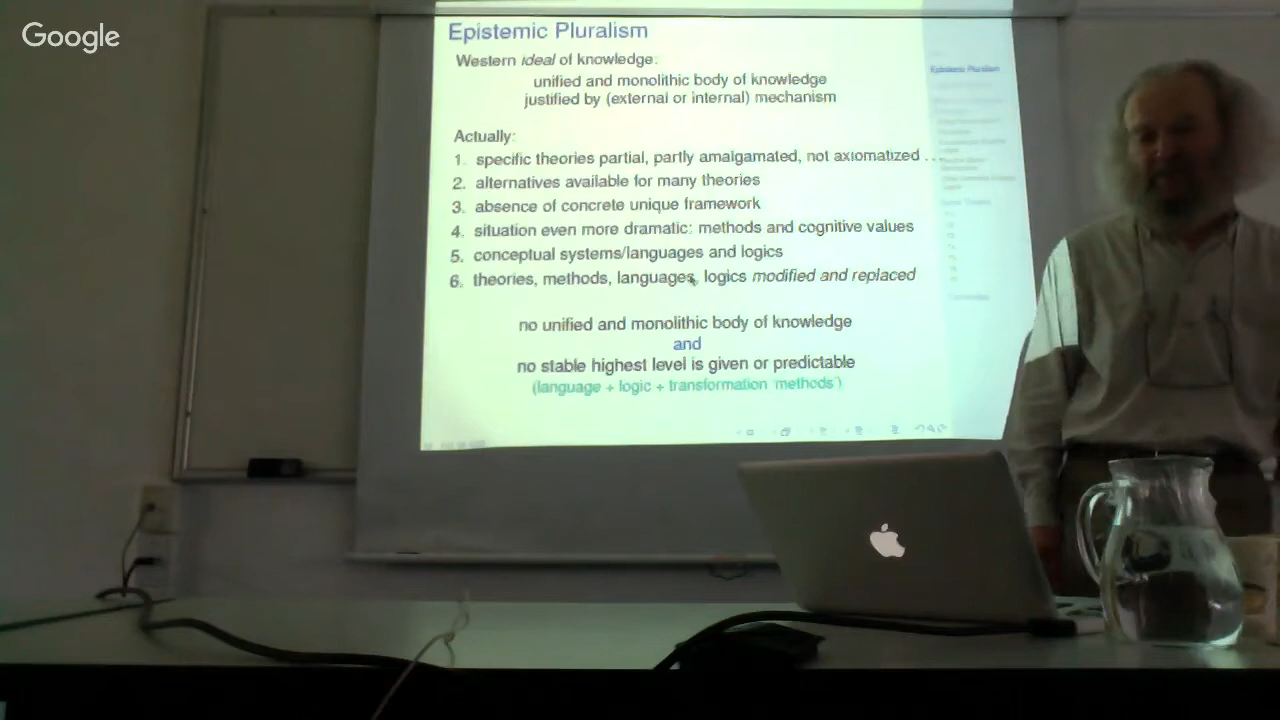 Google
Epistemic Pluralism
Western ideal of knowledge:
unified and monolithic body of knowledge
justified by (external or internal) mechanism
Actually:
1. specific theories partial, partly amalgamated, not axiomatized ...
2. alternatives available for many theories
3. absence of concrete unique framework
4. situation even more dramatic: methods and cognitive values
5. conceptual systems/languages and logics
6. theories, methods, languages, logics modified and replaced
no unified and monolithic body of knowledge
and
no stable highest level is given or predictable
(language + logic + transformation 'methods')
Epistemic Pluralism